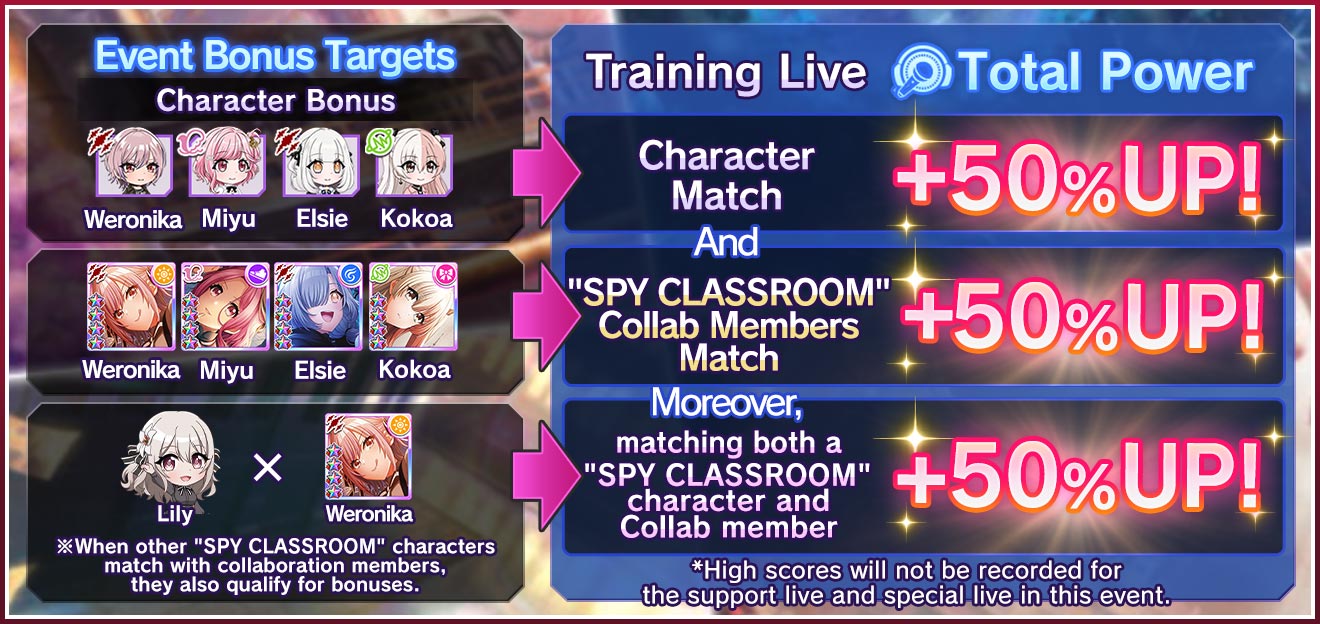 Event Bonus Targets
Character Bonus
Weronika Miyu Elsie Kokoa
Weronika Miyu Elsie Kokoa
×
Lily Weronika
※When other "SPY CLASSROOM" characters
match with collaboration members,
they also qualify for bonuses.
Training Live Total Power
Character
Match
+50%UP!
And
"SPY CLASSROOM"
Collab Members
Match
+50%UP!
Moreover,
matching both a
"SPY CLASSROOM"
character and
Collab member
+50%UP!
*High scores will not be recorded for
the support live and special live in this event.